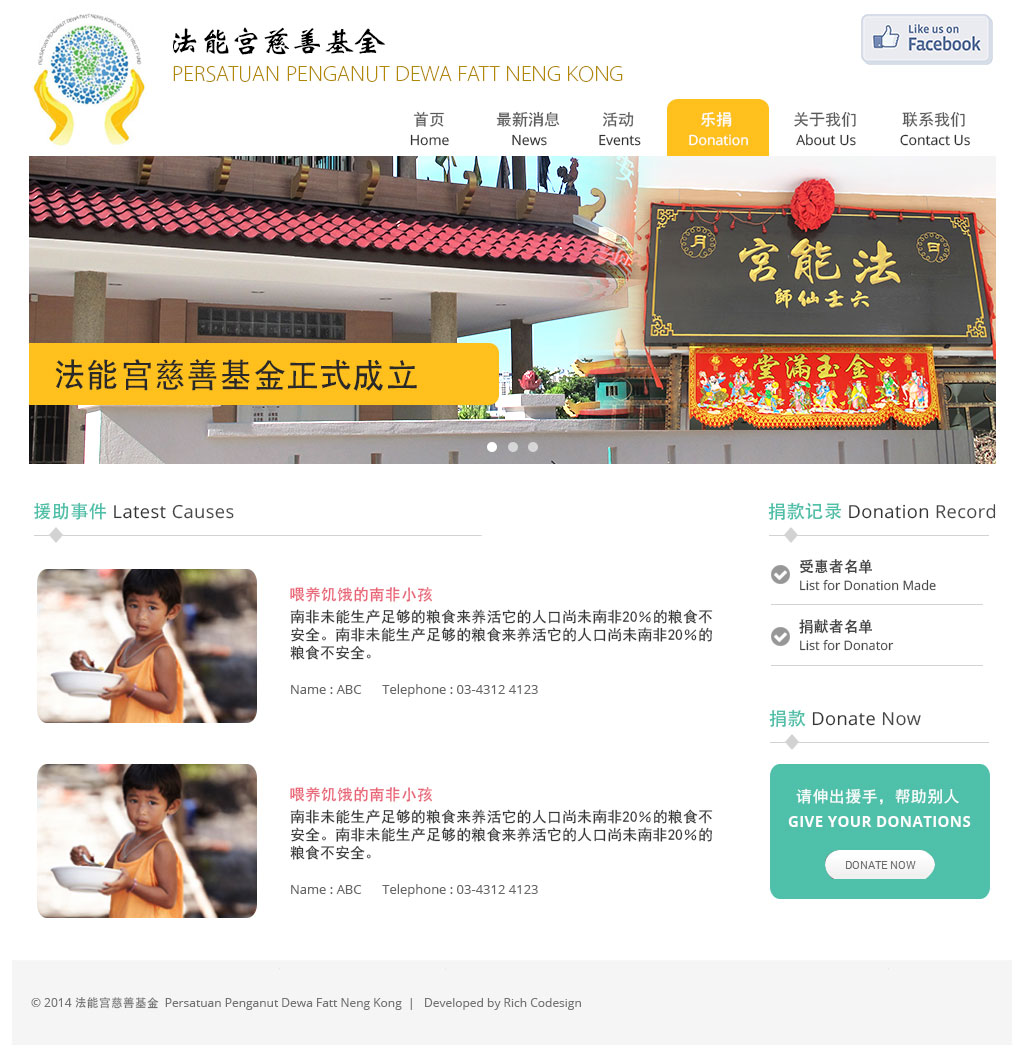 法能宫慈善基金
PERSATUAN PENGANUT DEWA FATT NENG KONG
Like us on
Facebook
首页 最新消息 活动 乐捐 关于我们 联系我们
Home News Events Donation About Us Contact Us
安
月 宮能法 日
師仙壬六
堂滿玉金
法能宫慈善基金正式成立
援助事件 Latest Causes
喂养饥饿的南非小孩
南非未能生产足够的粮食来养活它的人口尚未南非20%的粮食不
安全。南非未能生产足够的粮食来养活它的人口尚未南非20%的
粮食不安全。
Name : ABC Telephone : 03-4312 4123
喂养饥饿的南非小孩
南非未能生产足够的粮食来养活它的人口尚未南非20%的粮食不
安全。南非未能生产足够的粮食来养活它的人口尚未南非20%的
粮食不安全。
Name : ABC Telephone : 03-4312 4123
捐款记录 Donation Record
受惠者名单
List for Donation Made
捐献者名单
List for Donator
捐款 Donate Now
请伸出援手，帮助别人
GIVE YOUR DONATIONS
DONATE NOW
© 2014 法能宫慈善基金 Persatuan Penganut Dewa Fatt Neng Kong | Developed by Rich Codesign